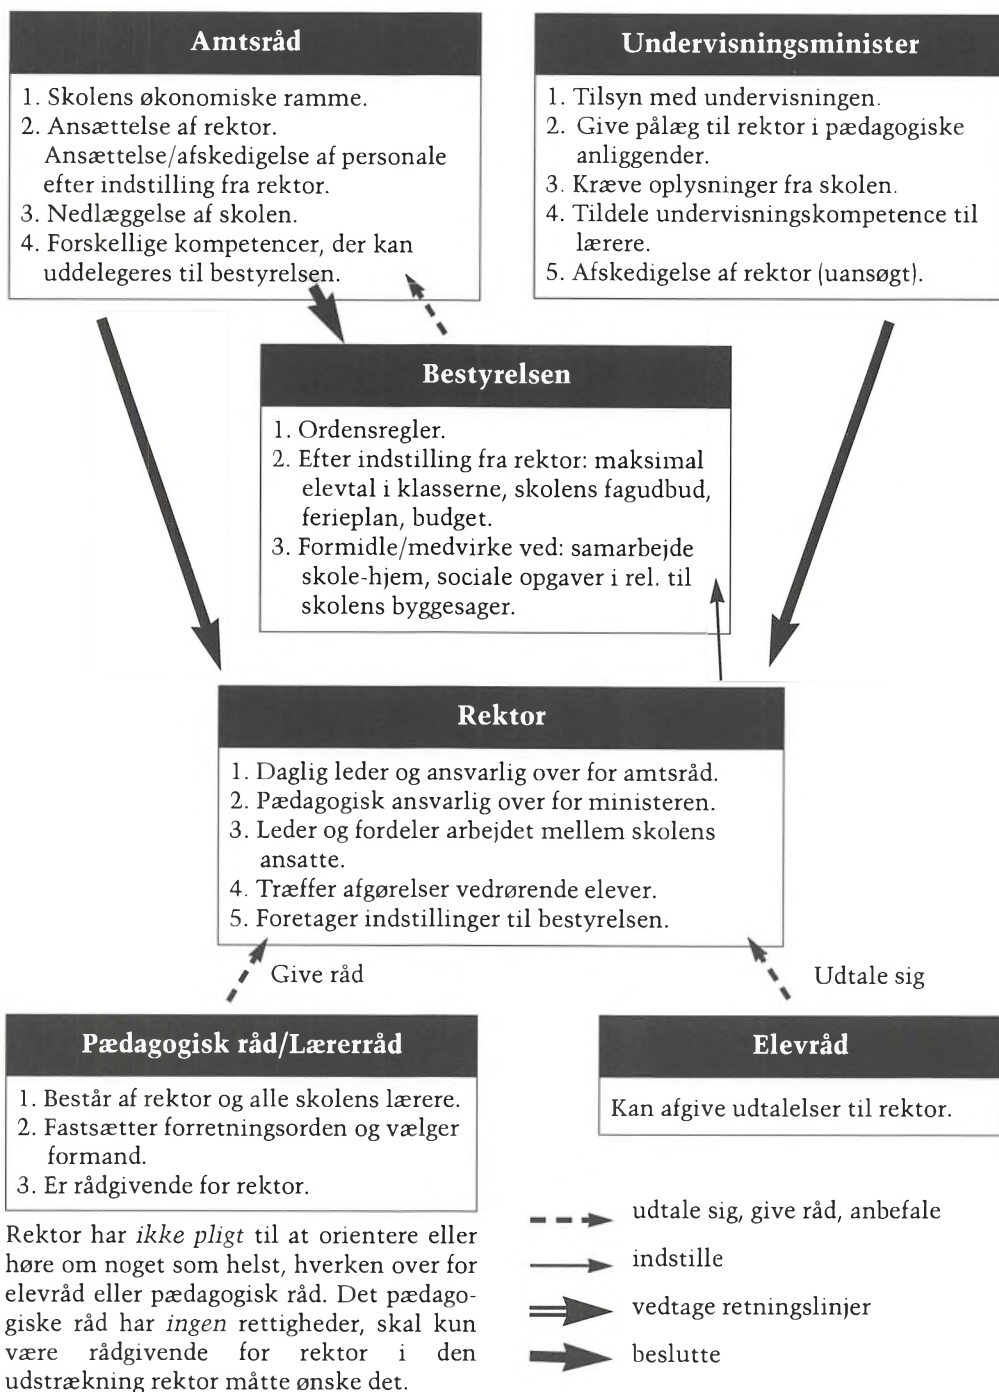 Amtsråd
1. Skolens økonomiske ramme.
2. Ansættelse af rektor.
Ansættelse/afskedigelse af personale
efter indstilling fra rektor.
3. Nedlæggelse af skolen.
4. Forskellige kompetencer, der kan
uddelegeres til bestyrelsen.
Undervisningsminister
1. Tilsyn med undervisningen.
2. Give pålæg til rektor i pædagogiske
anliggender.
3. Kræve oplysninger fra skolen.
4. Tildele undervisningskompetence til
lærere.
5. Afskedigelse af rektor (uansøgt).
Bestyrelsen
1. Ordensregler.
2. Efter indstilling fra rektor: maksimal
elevtal i klasserne, skolens fagudbud,
ferieplan, budget.
3. Formidle/medvirke ved: samarbejde
skole-hjem, sociale opgaver i rel. til
skolens byggesager.
Rektor
1. Daglig leder og ansvarlig over for amtsråd.
2. Pædagogisk ansvarlig over for ministeren.
3. Leder og fordeler arbejdet mellem skolens
ansatte.
4. Træffer afgørelser vedrørende elever.
5. Foretager indstillinger til bestyrelsen.
Give råd
Udtale sig
Pædagogisk råd/Lærerråd
1. Består af rektor og alle skolens lærere.
2. Fastsætter forretningsorden og vælger
formand.
3. Er rådgivende for rektor.
Elevråd
Kan afgive udtalelser til rektor.
Rektor har ikke pligt til at orientere eller
høre om noget som helst, hverken over for
elevråd eller pædagogisk råd. Det pædago-
giske råd har ingen rettigheder, skal kun
være rådgivende for rektor i den
udstrækning rektor måtte ønske det.
udtale sig, give råd, anbefale
indstille
vedtage retningslinjer
beslutte